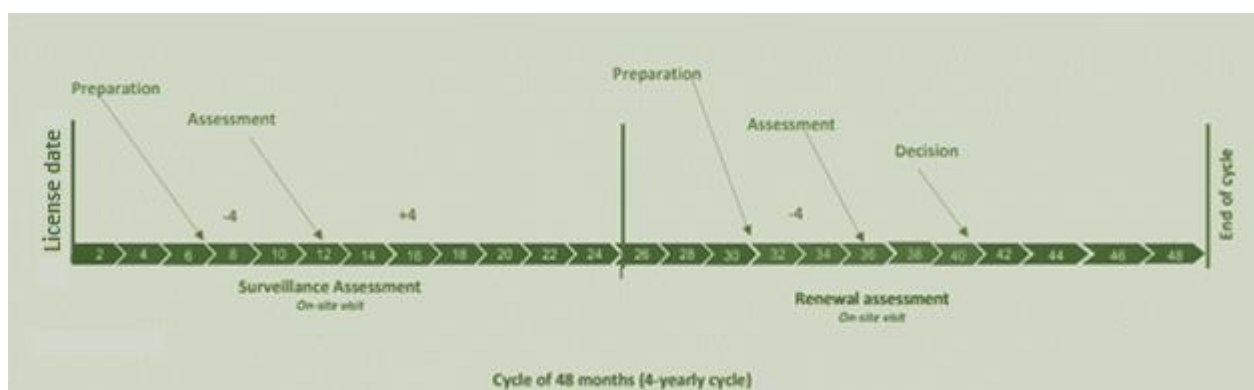 Preparation
Assessment
License date
-4
+4
Preparation
Assessment
Decision
-4
End of cycle
2 4 6 8 10 12 14 16 18 20 22 24 26 28 30 32 34 36 38 40 42 44 46 48
Surveillance Assessment
On-site visit
Renewal assessment
On-site visit
Cycle of 48 months (4-yearly cycle)